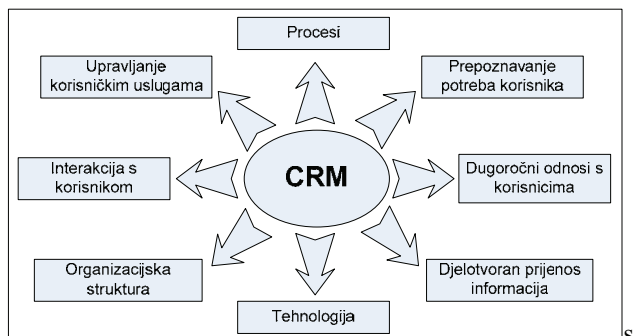 Procesi
Upravljanje
korisničkim uslugama
Prepoznavanje
potreba korisnika
Interakcija s
korisnikom
CRM
Dugoročni odnosi s
korisnicima
Organizacijska
struktura
Djelotvoran prijenos
informacija
Tehnologija
s